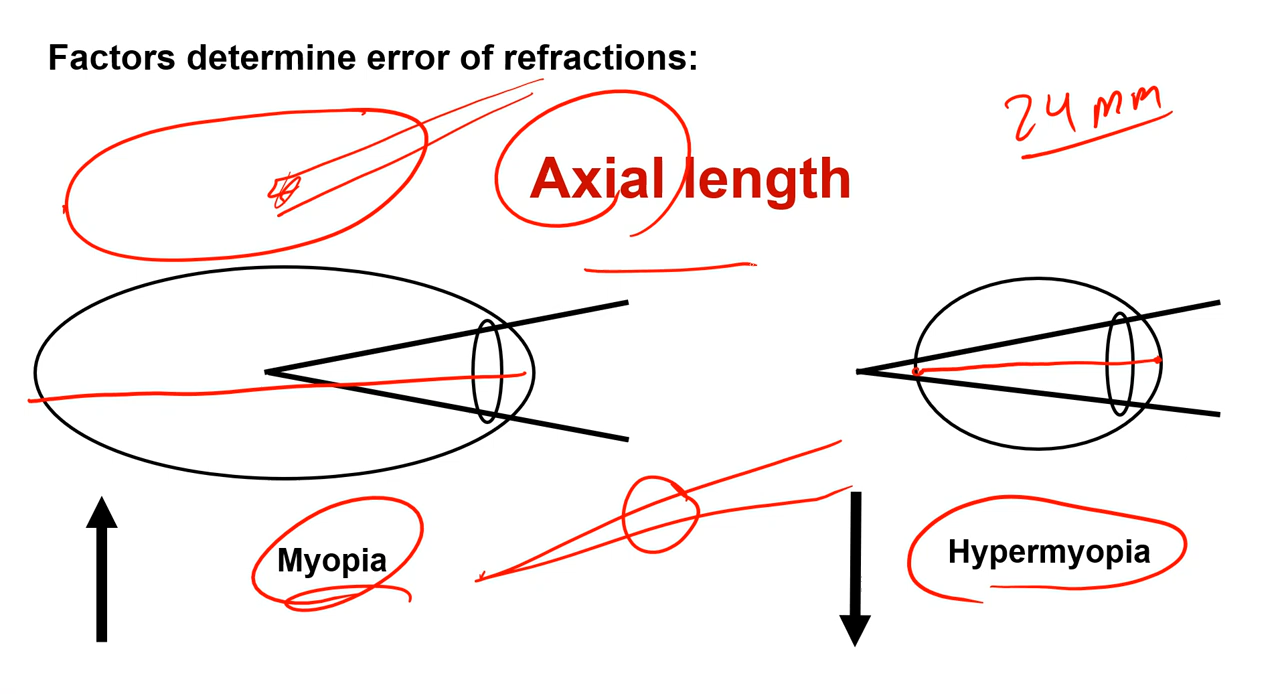 Factors determine error of refractions:
24 mm
Axial length
Myopia
Hypermyopia